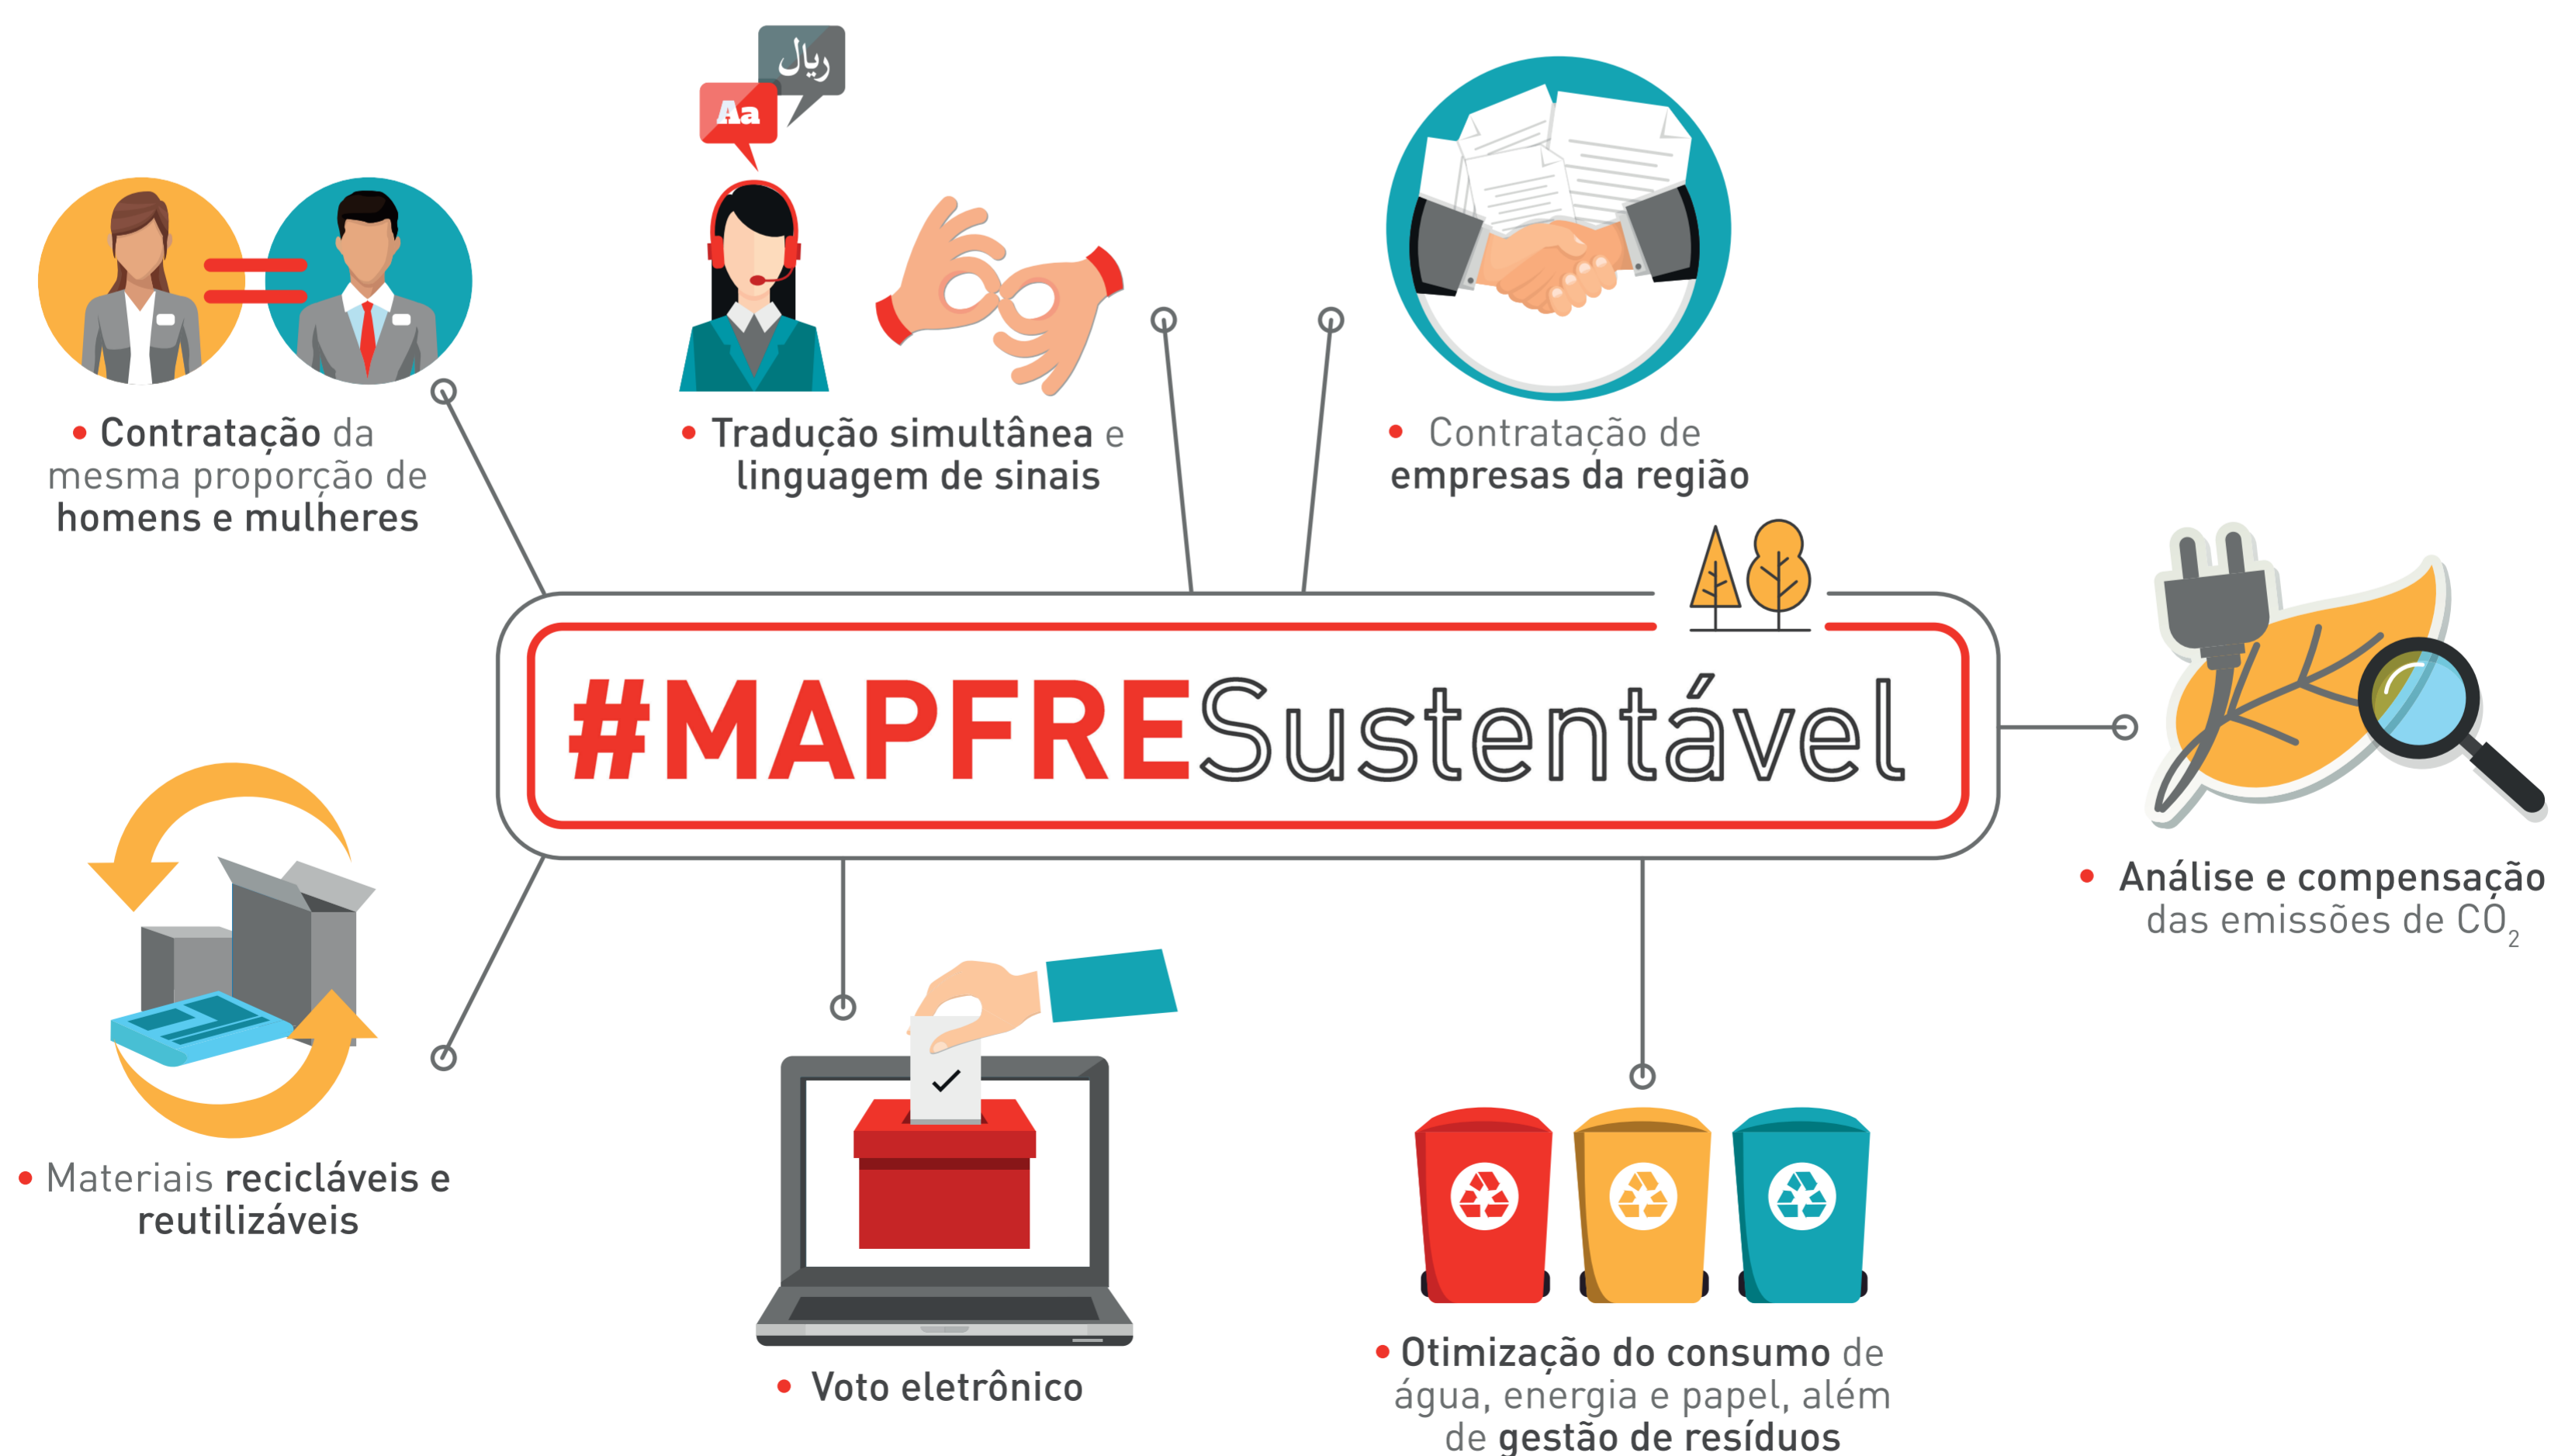 ريال
Aa
• Contratação da
mesma proporção de
homens e mulheres
• Tradução simultânea e
linguagem de sinais
• Contratação de
empresas da região
#MAPFRESustentável
• Análise e compensação
das emissões de CO₂
• Materiais recicláveis e
reutilizáveis
• Voto eletrônico
• Otimização do consumo de
água, energia e papel, além
de gestão de resíduos